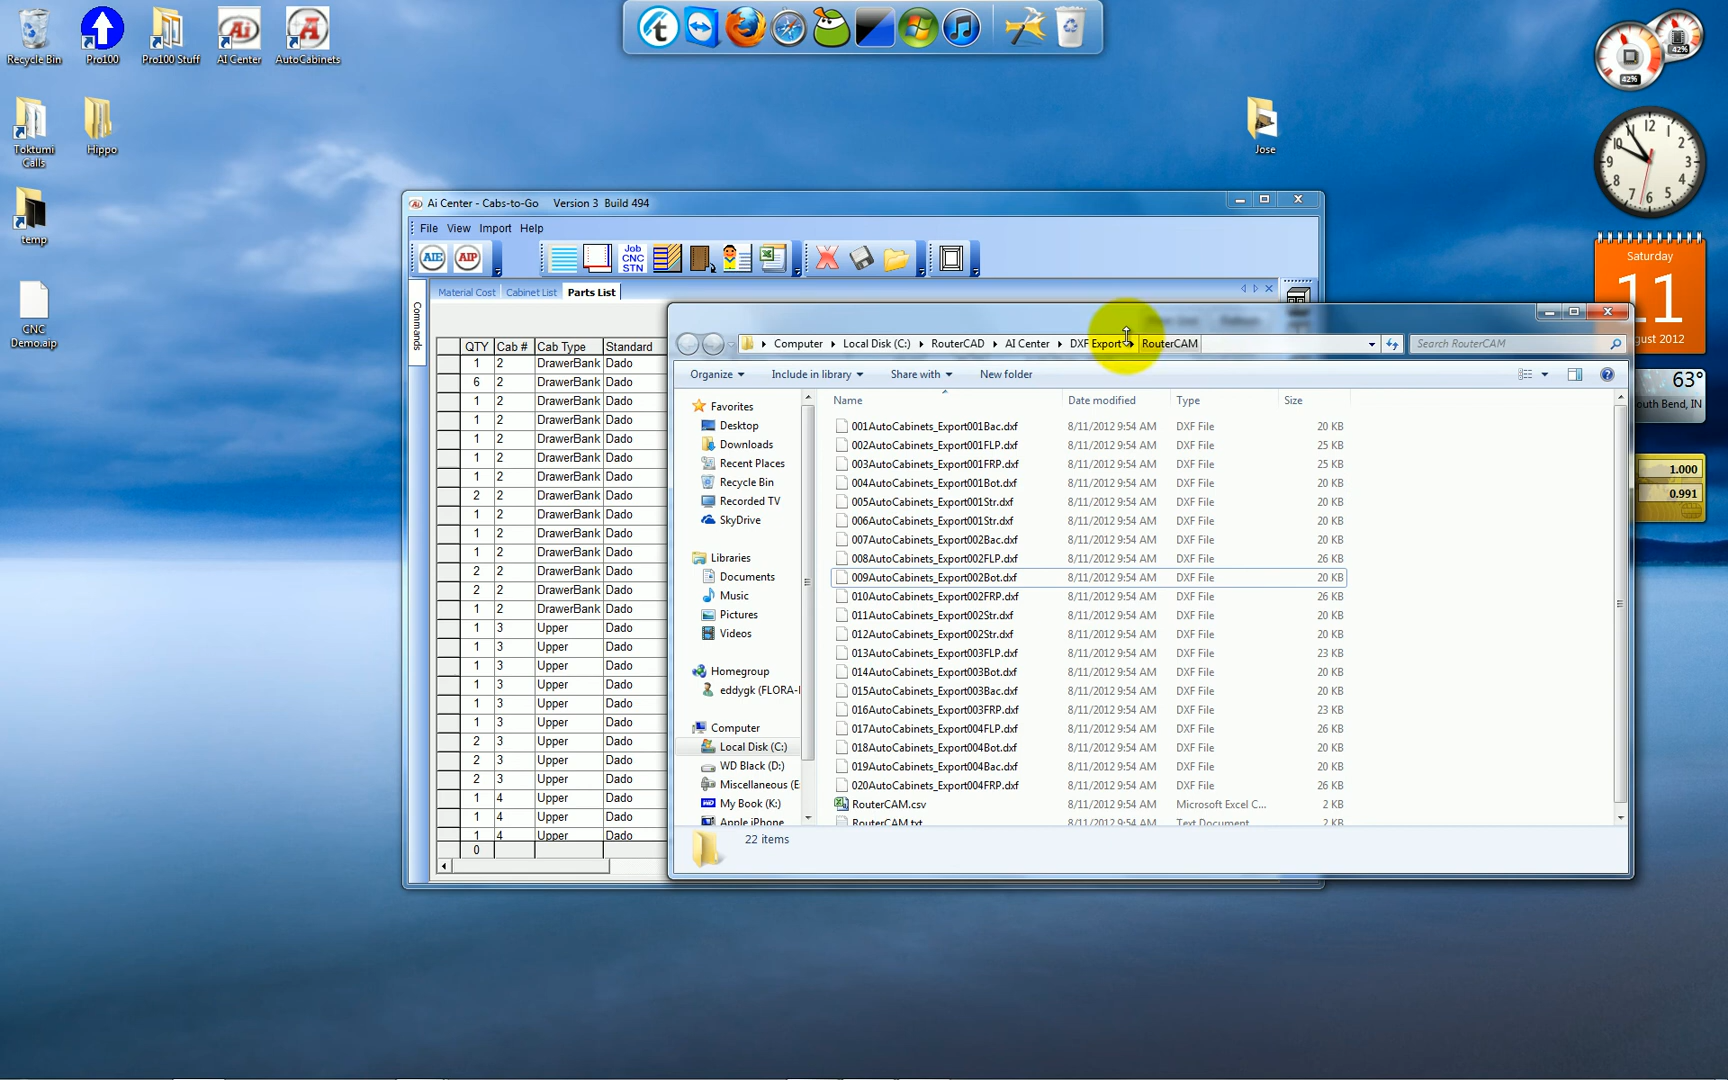 Recycle Bin
Pro100
Pro100 Stuff
AI Center
AutoCabinets
Toktumi Calls
Hippo
temp
CNC Demo.aip
Jose
42%
42%
Saturday
11
gust 2012
63°
outh Bend, IN
1.000
0.991
Ai Center - Cabs-to-Go Version 3 Build 494
File View Import Help
AIE AIP Job CNC STN
Commands
Material Cost Cabinet List Parts List
QTY Cab # Cab Type Standard
1 2 DrawerBank Dado
6 2 DrawerBank Dado
1 2 DrawerBank Dado
1 2 DrawerBank Dado
1 2 DrawerBank Dado
1 2 DrawerBank Dado
1 2 DrawerBank Dado
2 2 DrawerBank Dado
1 2 DrawerBank Dado
1 2 DrawerBank Dado
1 2 DrawerBank Dado
2 2 DrawerBank Dado
2 2 DrawerBank Dado
1 2 DrawerBank Dado
1 3 Upper Dado
1 3 Upper Dado
1 3 Upper Dado
1 3 Upper Dado
1 3 Upper Dado
1 3 Upper Dado
2 3 Upper Dado
2 3 Upper Dado
2 3 Upper Dado
1 4 Upper Dado
1 4 Upper Dado
1 4 Upper Dado
0
Computer Local Disk (C:) RouterCAD AI Center DXF Export RouterCAM
Search RouterCAM
Organize Include in library Share with New folder
Favorites
Desktop
Downloads
Recent Places
Recycle Bin
Recorded TV
SkyDrive
Libraries
Documents
Music
Pictures
Videos
Homegroup
eddygk (FLORA-I
Computer
Local Disk (C:)
WD Black (D:)
Miscellaneous (E
My Book (K:)
Apple iPhone
Name Date modified Type Size
001AutoCabinets_Export001Bac.dxf 8/11/2012 9:54 AM DXF File 20 KB
002AutoCabinets_Export001FLP.dxf 8/11/2012 9:54 AM DXF File 25 KB
003AutoCabinets_Export001FRP.dxf 8/11/2012 9:54 AM DXF File 25 KB
004AutoCabinets_Export001Bot.dxf 8/11/2012 9:54 AM DXF File 20 KB
005AutoCabinets_Export001Str.dxf 8/11/2012 9:54 AM DXF File 20 KB
006AutoCabinets_Export001Str.dxf 8/11/2012 9:54 AM DXF File 20 KB
007AutoCabinets_Export002Bac.dxf 8/11/2012 9:54 AM DXF File 20 KB
008AutoCabinets_Export002FLP.dxf 8/11/2012 9:54 AM DXF File 26 KB
009AutoCabinets_Export002Bot.dxf 8/11/2012 9:54 AM DXF File 20 KB
010AutoCabinets_Export002FRP.dxf 8/11/2012 9:54 AM DXF File 26 KB
011AutoCabinets_Export002Str.dxf 8/11/2012 9:54 AM DXF File 20 KB
012AutoCabinets_Export002Str.dxf 8/11/2012 9:54 AM DXF File 20 KB
013AutoCabinets_Export003FLP.dxf 8/11/2012 9:54 AM DXF File 23 KB
014AutoCabinets_Export003Bot.dxf 8/11/2012 9:54 AM DXF File 20 KB
015AutoCabinets_Export003Bac.dxf 8/11/2012 9:54 AM DXF File 20 KB
016AutoCabinets_Export003FRP.dxf 8/11/2012 9:54 AM DXF File 23 KB
017AutoCabinets_Export004FLP.dxf 8/11/2012 9:54 AM DXF File 26 KB
018AutoCabinets_Export004Bot.dxf 8/11/2012 9:54 AM DXF File 20 KB
019AutoCabinets_Export004Bac.dxf 8/11/2012 9:54 AM DXF File 20 KB
020AutoCabinets_Export004FRP.dxf 8/11/2012 9:54 AM DXF File 26 KB
RouterCAM.csv 8/11/2012 9:54 AM Microsoft Excel C... 2 KB
RouterCAM.txt 8/11/2012 9:54 AM Text Document 2 KB
22 items